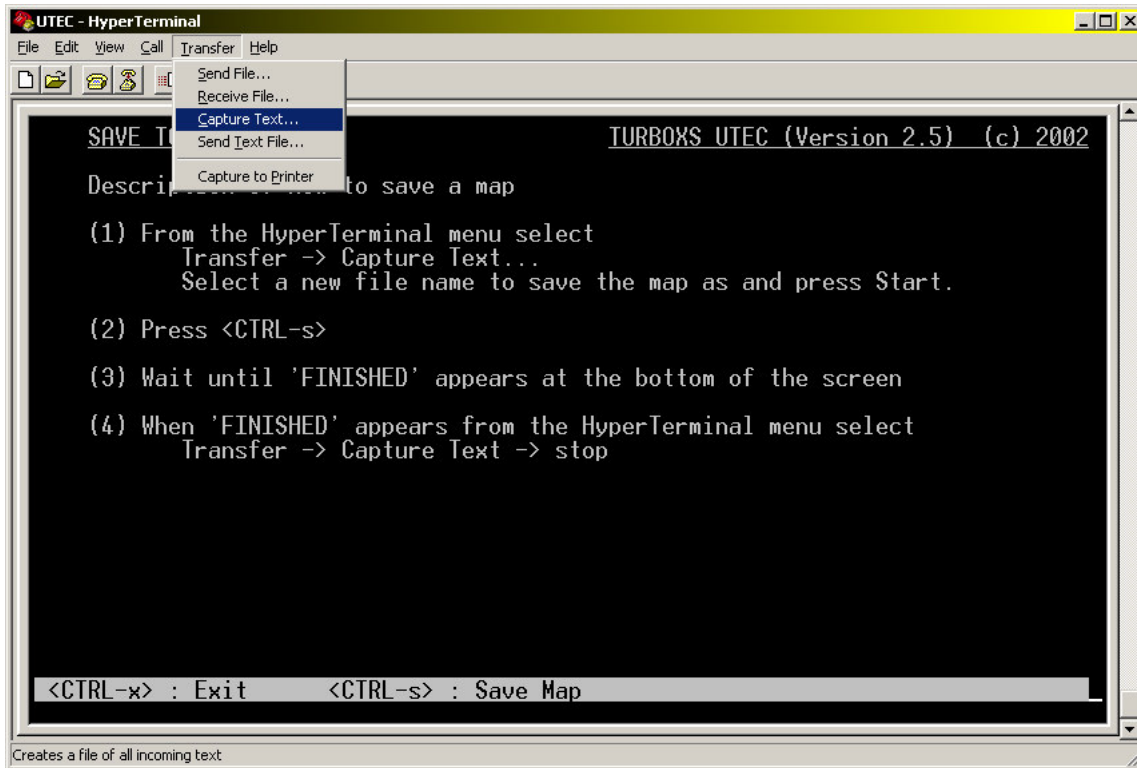 UTEC - HyperTerminal
File Edit View Call Transfer Help
Send File...
Receive File...
Capture Text...
Send Text File...
Capture to Printer
SAVE TURBOXS UTEC (Version 2.5) (c) 2002
to save a map
(1) From the HyperTerminal menu select
Transfer -> Capture Text...
Select a new file name to save the map as and press Start.
(2) Press <CTRL-s>
(3) Wait until 'FINISHED' appears at the bottom of the screen
(4) When 'FINISHED' appears from the HyperTerminal menu select
Transfer -> Capture Text -> stop
<CTRL-x> : Exit <CTRL-s> : Save Map
Creates a file of all incoming text